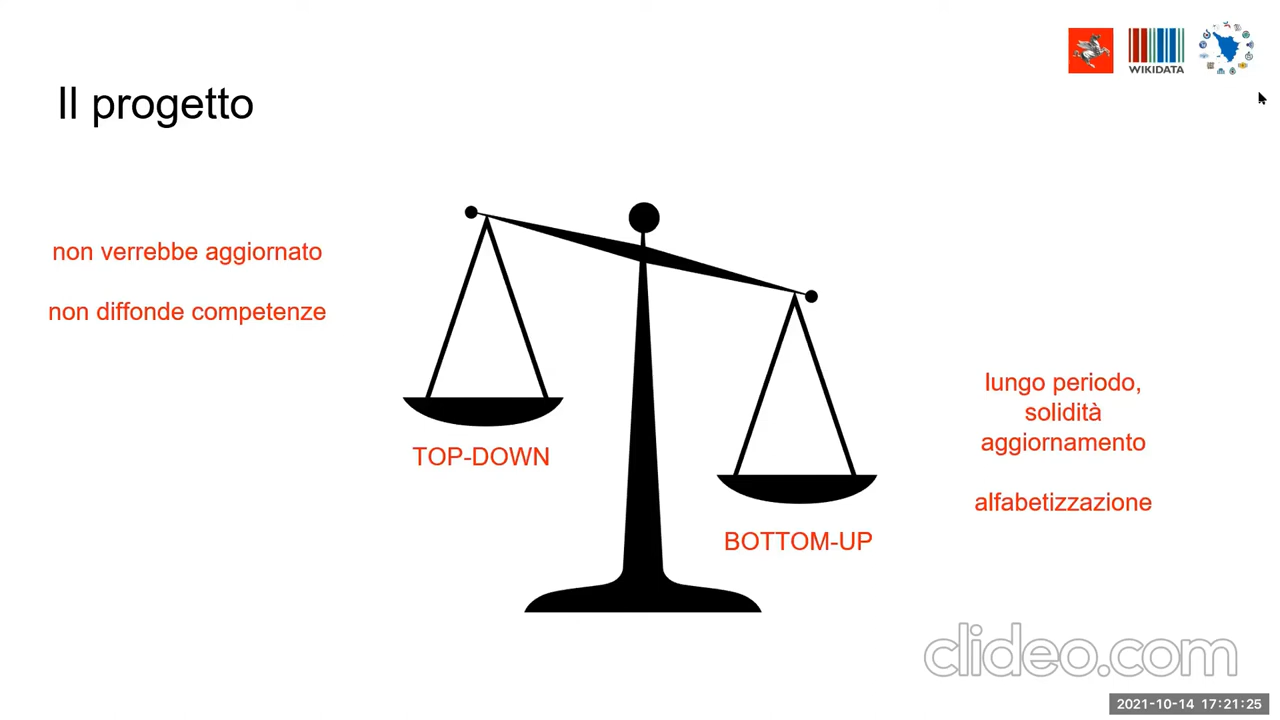 WIKIDATA
Il progetto
non verrebbe aggiornato
non diffonde competenze
TOP-DOWN
lungo periodo,
solidità
aggiornamento
alfabetizzazione
BOTTOM-UP
clideo.com
2021-10-14 17:21:25